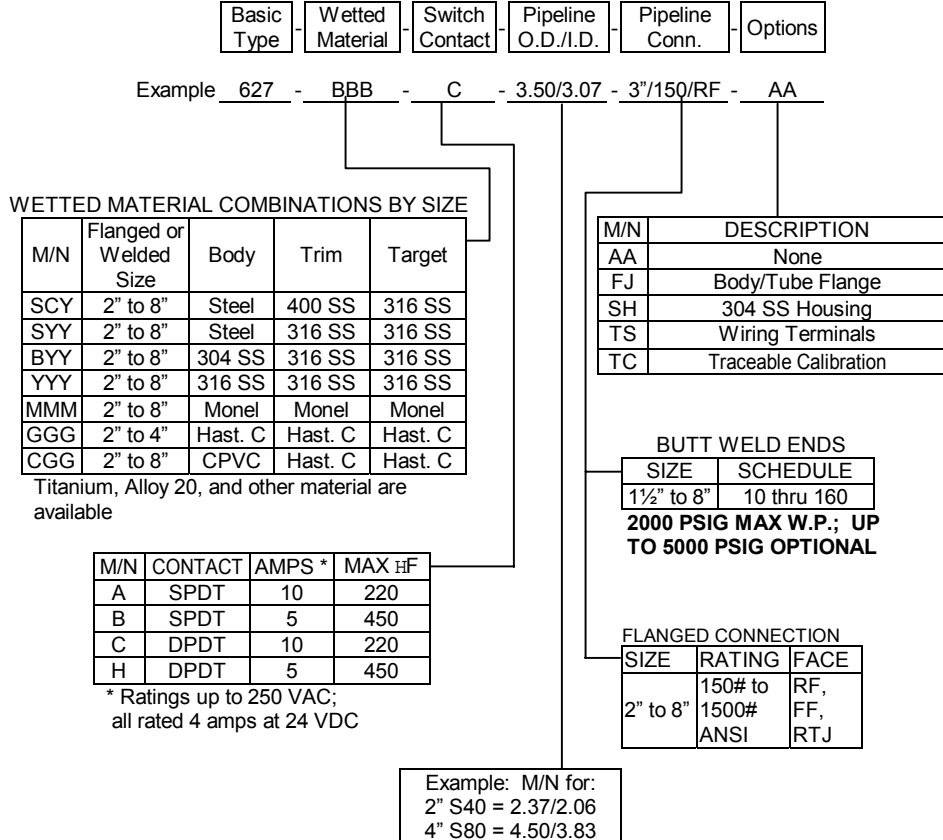 Basic Type - Wetted Material - Switch Contact - Pipeline O.D./I.D. - Pipeline Conn. - Options
Example 627 - BBB - C - 3.50/3.07 - 3"/150/RF - AA
WETTED MATERIAL COMBINATIONS BY SIZE
M/N Flanged or Welded Size Body Trim Target
SCY 2" to 8" Steel 400 SS 316 SS
SYY 2" to 8" Steel 316 SS 316 SS
BYY 2" to 8" 304 SS 316 SS 316 SS
YYY 2" to 8" 316 SS 316 SS 316 SS
MMM 2" to 8" Monel Monel Monel
GGG 2" to 4" Hast. C Hast. C Hast. C
CGG 2" to 8" CPVC Hast. C Hast. C
Titanium, Alloy 20, and other material are
available
M/N DESCRIPTION
AA None
FJ Body/Tube Flange
SH 304 SS Housing
TS Wiring Terminals
TC Traceable Calibration
BUTT WELD ENDS
SIZE SCHEDULE
1½" to 8" 10 thru 160
2000 PSIG MAX W.P.; UP
TO 5000 PSIG OPTIONAL
M/N CONTACT AMPS * MAX HF
A SPDT 10 220
B SPDT 5 450
C DPDT 10 220
H DPDT 5 450
* Ratings up to 250 VAC;
all rated 4 amps at 24 VDC
FLANGED CONNECTION
SIZE RATING FACE
2" to 8" 150# to 1500# ANSI RF, FF, RTJ
Example: M/N for:
2" S40 = 2.37/2.06
4" S80 = 4.50/3.83